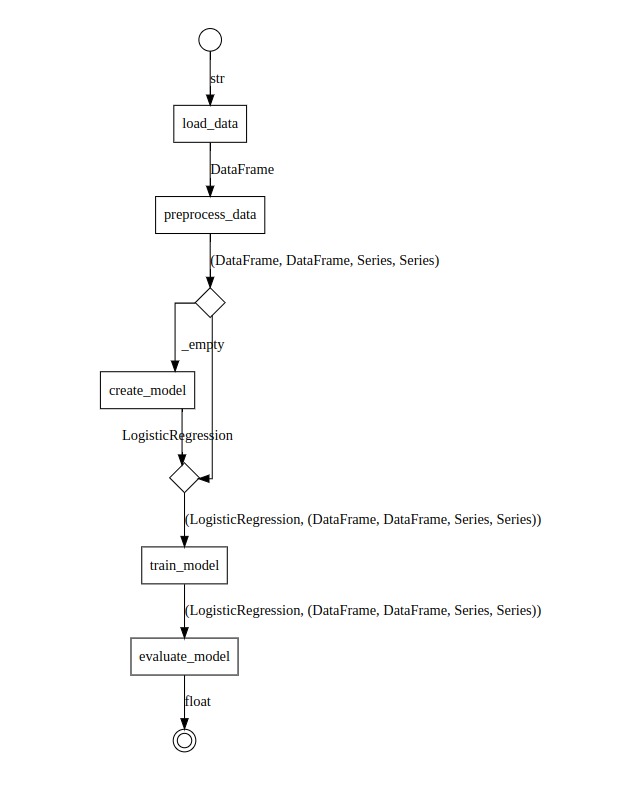 str
load_data
DataFrame
preprocess_data
(DataFrame, DataFrame, Series, Series)
_empty
create_model
LogisticRegression
(LogisticRegression, (DataFrame, DataFrame, Series, Series))
train_model
(LogisticRegression, (DataFrame, DataFrame, Series, Series))
evaluate_model
float